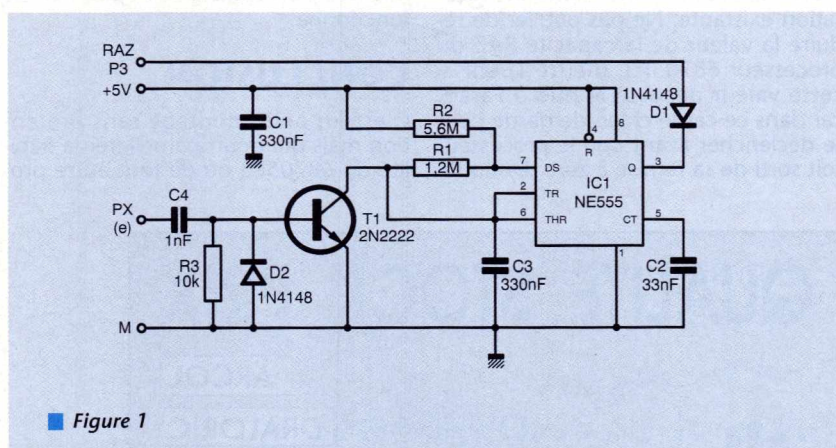 RAZ
P3
+5V
C1
330nF
R2
5.6M
R1
1,2M
1N4148
D1
4
8
7
DS
R
Q
3
2
TR
IC1
NE555
6
THR
CT
5
1
PX
(e)
C4
1nF
R3
10k
D2
1N4148
T1
2N2222
C3
330nF
C2
33nF
M
Figure 1